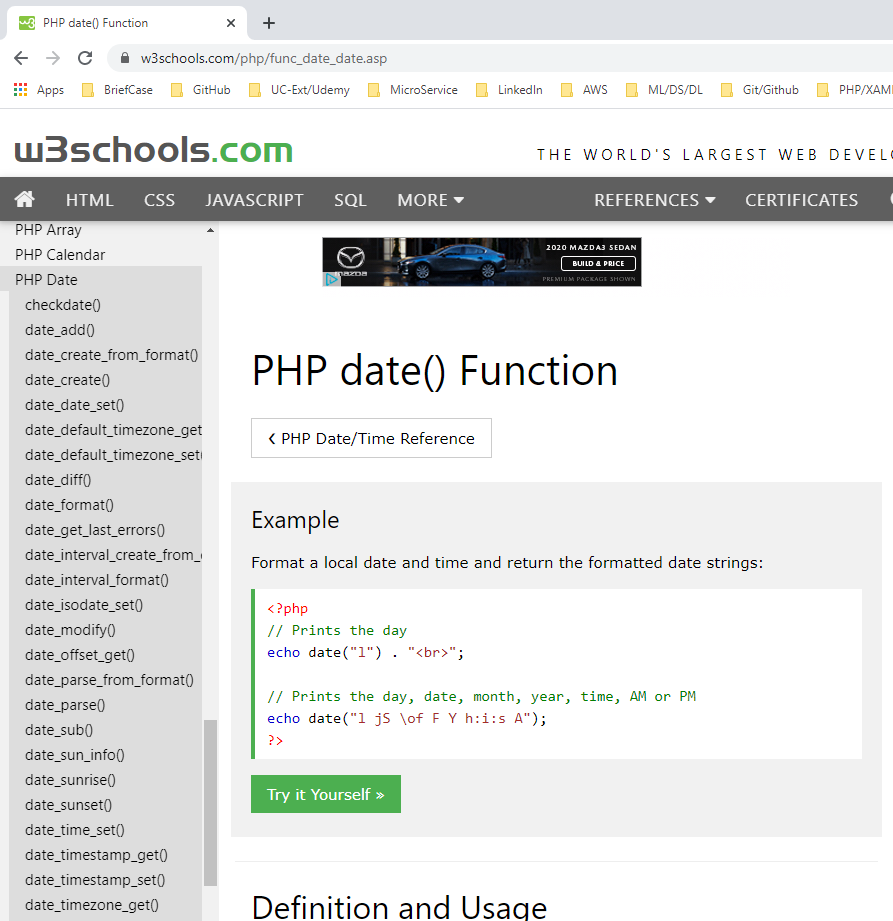 PHP date() Function
w3schools.com/php/func_date_date.asp
Apps BriefCase GitHub UC-Ext/Udemy MicroService LinkedIn AWS ML/DS/DL Git/Github PHP/XAM
w3schools.com
THE WORLD'S LARGEST WEB DEVELO
HTML CSS JAVASCRIPT SQL MORE REFERENCES CERTIFICATES
PHP Array
PHP Calendar
PHP Date
checkdate()
date_add()
date_create_from_format()
date_create()
date_date_set()
date_default_timezone_get
date_default_timezone_set(
date_diff()
date_format()
date_get_last_errors()
date_interval_create_from_
date_interval_format()
date_isodate_set()
date_modify()
date_offset_get()
date_parse_from_format()
date_parse()
date_sub()
date_sun_info()
date_sunrise()
date_sunset()
date_time_set()
date_timestamp_get()
date_timestamp_set()
date_timezone_get()
mazda
2020 MAZDA3 SEDAN
BUILD & PRICE
PREMIUM PACKAGE SHOWN
PHP date() Function
❮ PHP Date/Time Reference
Example
Format a local date and time and return the formatted date strings:
<?php
// Prints the day
echo date("l") . "<br>";
// Prints the day, date, month, year, time, AM or PM
echo date("l jS \of F Y h:i:s A");
?>
Try it Yourself »
Definition and Usage